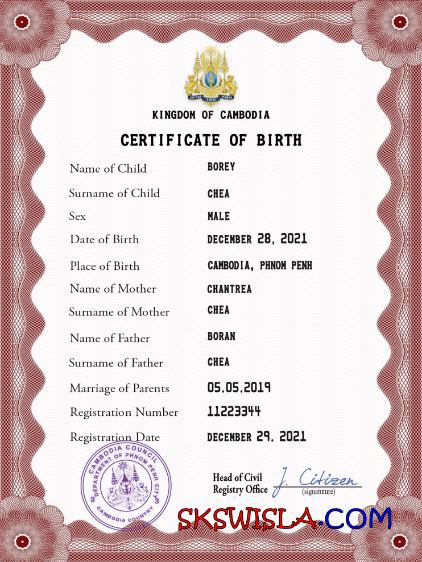 KINGDOM OF CAMBODIA
CERTIFICATE OF BIRTH
Name of Child BOREY
Surname of Child CHEA
Sex MALE
Date of Birth DECEMBER 28, 2021
Place of Birth CAMBODIA, PHNOM PENH
Name of Mother CHANTREA
Surname of Mother CHEA
Name of Father BORAN
Surname of Father CHEA
Marriage of Parents 05.05.2019
Registration Number 11223344
Registration Date DECEMBER 29. 2021
CAMBODIA COUNCIL
DEPARTMENT OF PHNOM PENH CITY
CAMBODIA COUNTRY
Head of Civil
Registry Office J. Citizen
(signature)
SKSWISLA.COM